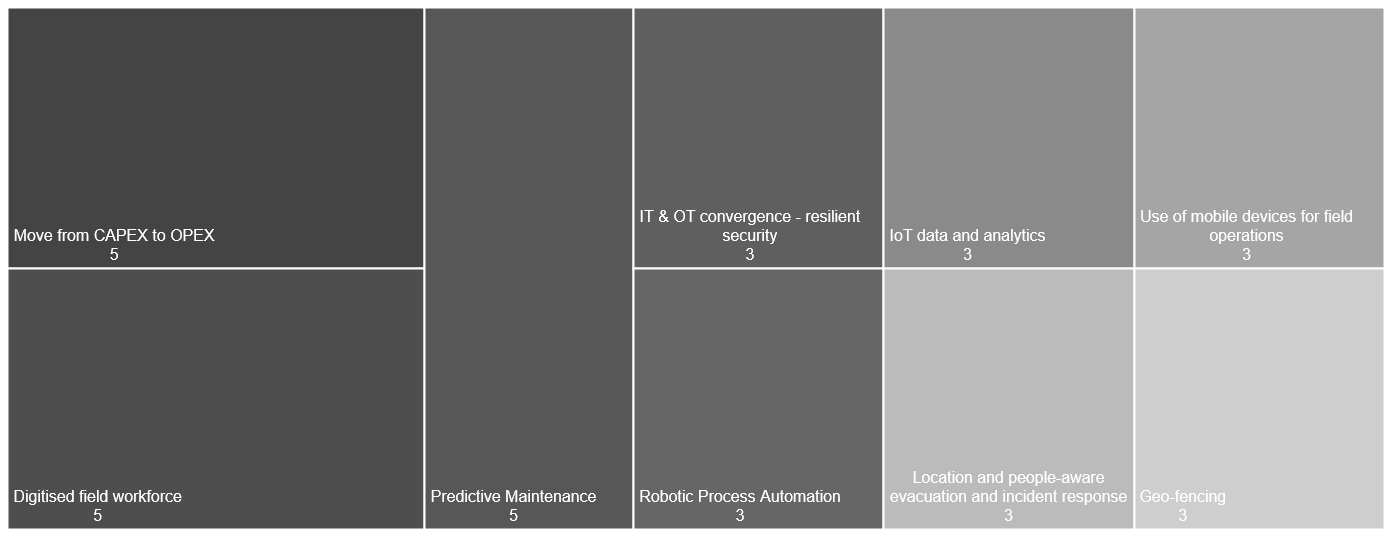 Move from CAPEX to OPEX
5
Digitised field workforce
5
Predictive Maintenance
5
IT & OT convergence - resilient
security
3
Robotic Process Automation
3
IoT data and analytics
3
Location and people-aware
evacuation and incident response
3
Use of mobile devices for field
operations
3
Geo-fencing
3